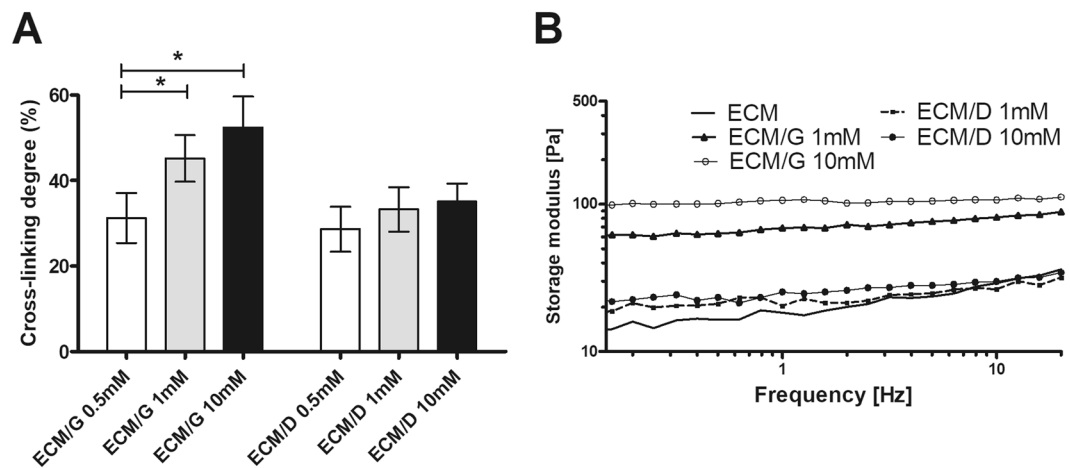 A
*
*
60
40
20
0
Cross-linking degree (%)
ECM/G 0.5mM
ECM/G 1mM
ECM/G 10mM
ECM/D 0.5mM
ECM/D 1mM
ECM/D 10mM
B
500
100
10
Storage modulus [Pa]
ECM
ECM/G 1mM
ECM/G 10mM
ECM/D 1mM
ECM/D 10mM
1
10
Frequency [Hz]